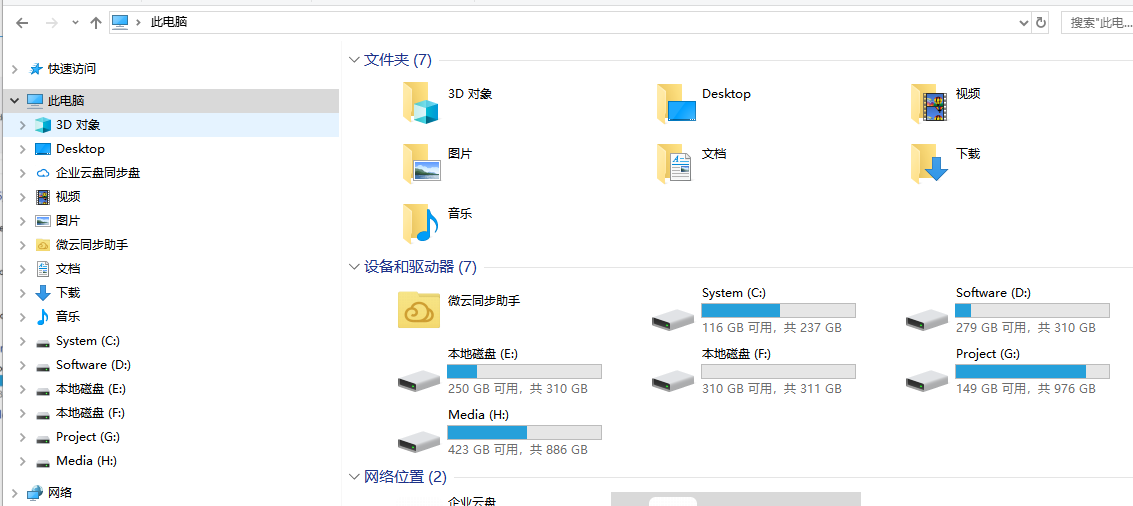 此电脑
搜索"此电...
快速访问
此电脑
3D 对象
Desktop
企业云盘同步盘
视频
图片
微云同步助手
文档
下载
音乐
System (C:)
Software (D:)
本地磁盘 (E:)
本地磁盘 (F:)
Project (G:)
Media (H:)
网络
文件夹 (7)
3D 对象
Desktop
视频
图片
文档
下载
音乐
设备和驱动器 (7)
微云同步助手
System (C:)
116 GB 可用，共 237 GB
Software (D:)
279 GB 可用，共 310 GB
本地磁盘 (E:)
250 GB 可用，共 310 GB
本地磁盘 (F:)
310 GB 可用，共 311 GB
Project (G:)
149 GB 可用，共 976 GB
Media (H:)
423 GB 可用，共 886 GB
网络位置 (2)
企业云盘